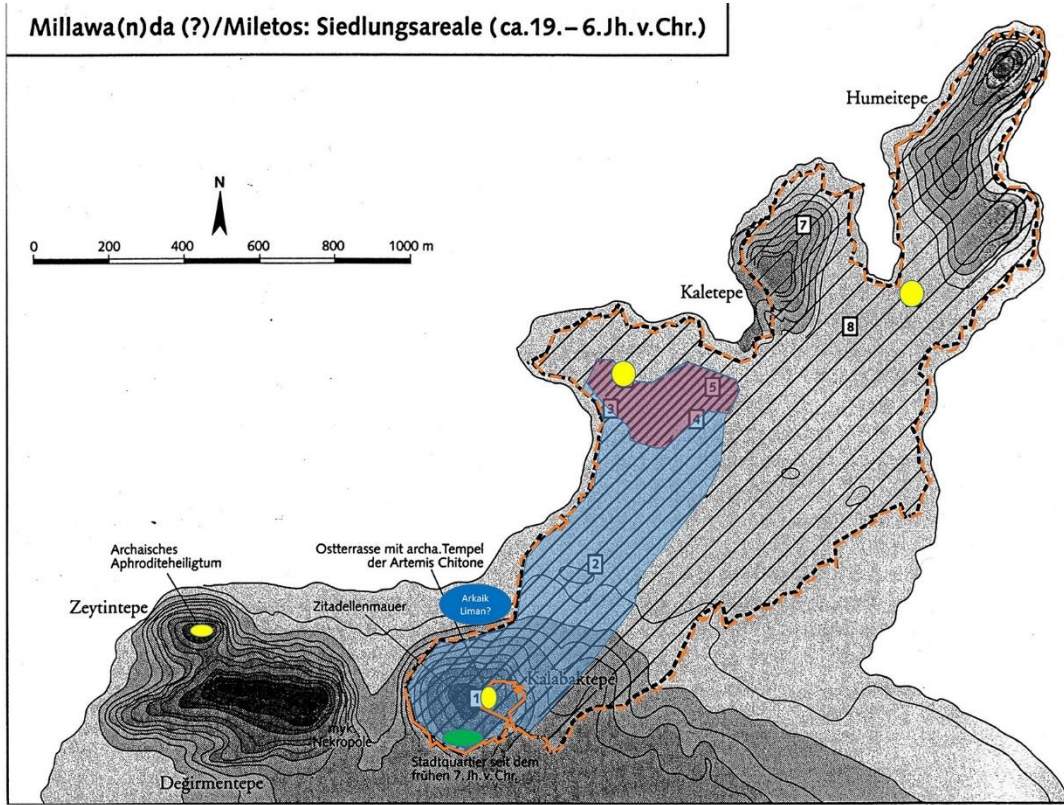 Millawa(n)da (?)/Miletos: Siedlungsareale (ca.19.– 6.Jh.v.Chr.)
Humeitepe
N
0 200 400 600 800 1000 m
7
Kaletepe
8
5
3
4
Archaisches
Aphroditeheiligtum
Ostterrasse mit archa.Tempel
der Artemis Chitone
2
Zeytintepe
Zitadellenmauer
Arkaik
Liman?
Kalabaktepe
1
myk.
Nekropole
Stadtquartier seit dem
frühen 7. Jh. v. Chr.
Değirmentepe